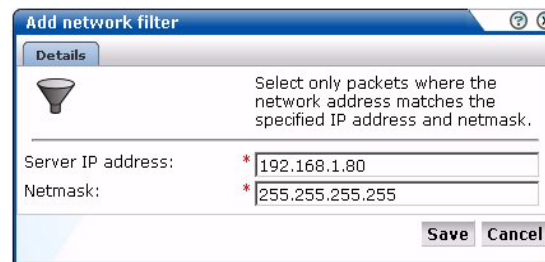 Add network filter
Details
Select only packets where the
network address matches the
specified IP address and netmask.
Server IP address: * 192.168.1.80
Netmask: * 255.255.255.255
Save Cancel